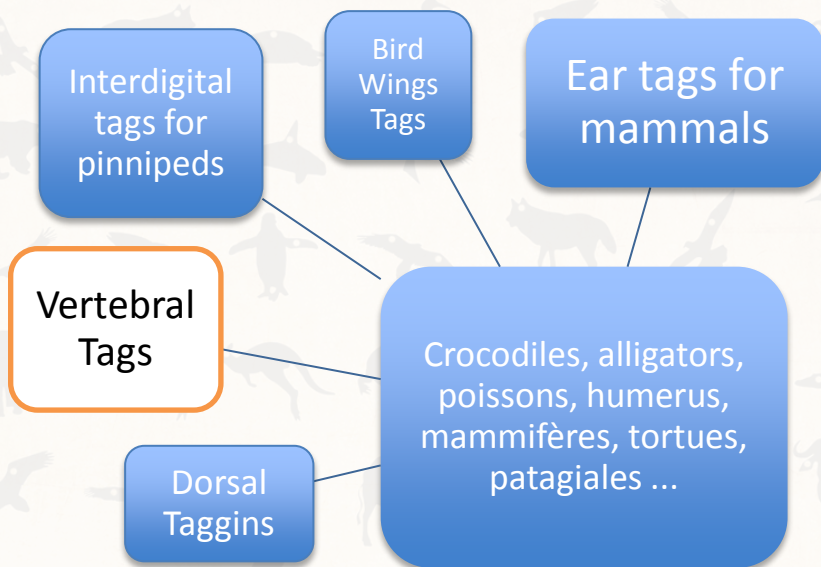 Interdigital
tags for
pinnipeds
Bird
Wings
Tags
Ear tags for
mammals
Vertebral
Tags
Crocodiles, alligators,
poissons, humerus,
mammifères, tortues,
patagiales ...
Dorsal
Taggins